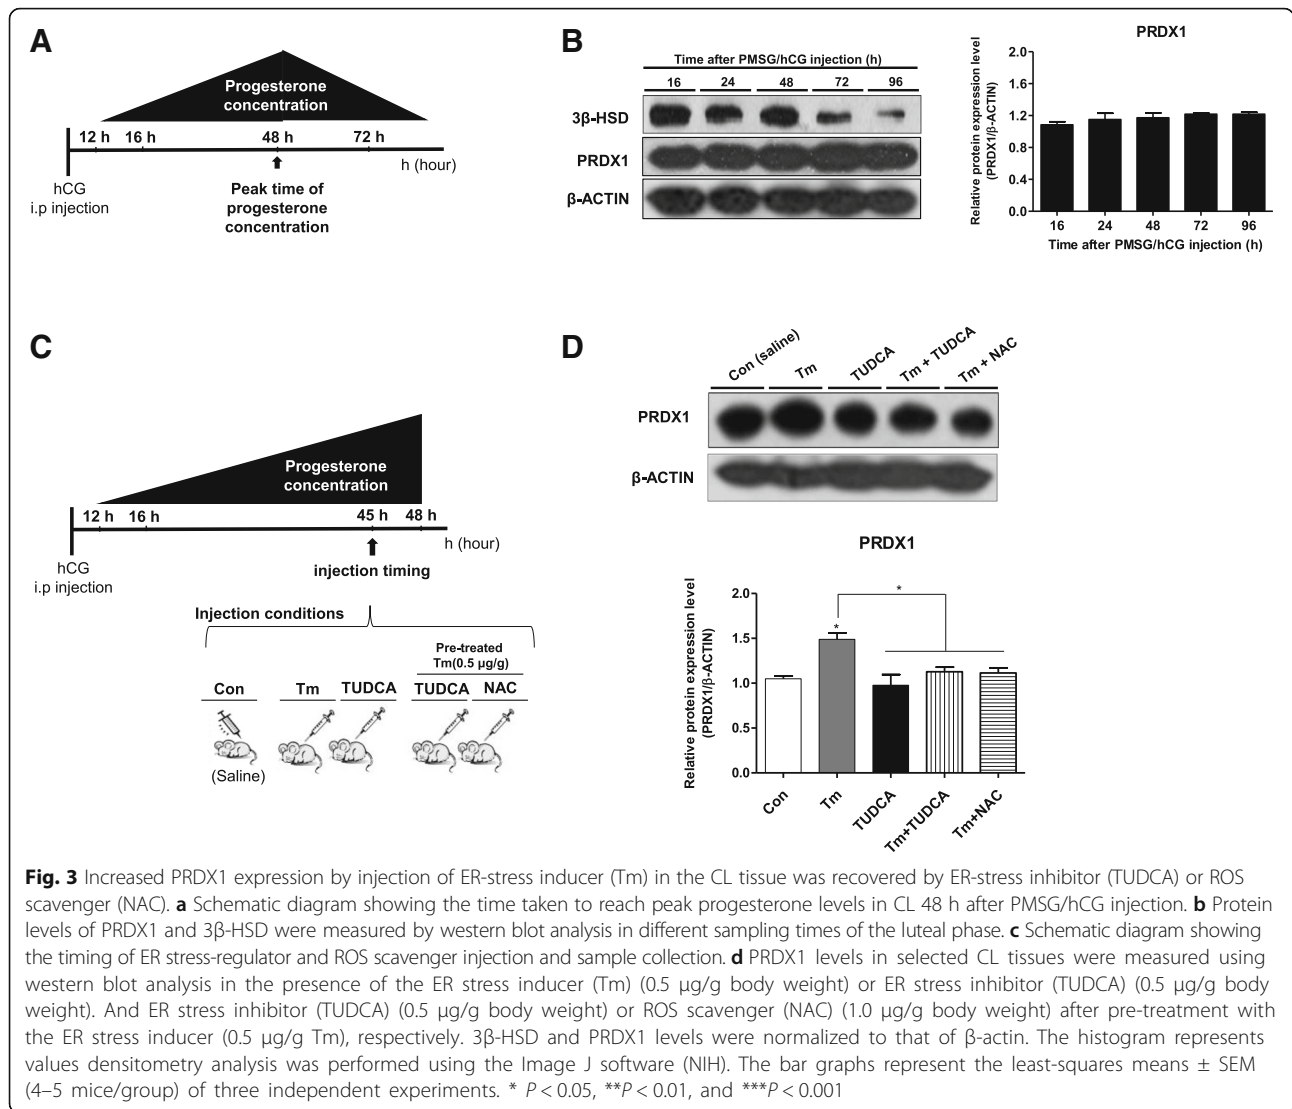 A
Progesterone
concentration
12 h
16 h
48 h
72 h
h (hour)
hCG
i.p injection
Peak time of
progesterone
concentration
B
Time after PMSG/hCG injection (h)
16 24 48 72 96
3β-HSD
PRDX1
β-ACTIN
PRDX1
Relative protein expression level
(PRDX1/β-ACTIN)
2.0
1.6
1.2
0.8
0.4
0.0
16 24 48 72 96
Time after PMSG/hCG injection (h)
C
Progesterone
concentration
12 h
16 h
45 h
48 h
h (hour)
hCG
i.p injection
injection timing
Injection conditions
Pre-treated
Tm(0.5 μg/g)
Con Tm TUDCA TUDCA NAC
(Saline)
D
Con (saline)
Tm
TUDCA
Tm + TUDCA
Tm + NAC
PRDX1
β-ACTIN
PRDX1
Relative protein expression level
(PRDX1/β-ACTIN)
2.0
1.5
1.0
0.5
0.0
*
*
Con
Tm
TUDCA
Tm+TUDCA
Tm+NAC
Fig. 3 Increased PRDX1 expression by injection of ER-stress inducer (Tm) in the CL tissue was recovered by ER-stress inhibitor (TUDCA) or ROS
scavenger (NAC). a Schematic diagram showing the time taken to reach peak progesterone levels in CL 48 h after PMSG/hCG injection. b Protein
levels of PRDX1 and 3β-HSD were measured by western blot analysis in different sampling times of the luteal phase. c Schematic diagram showing
the timing of ER stress-regulator and ROS scavenger injection and sample collection. d PRDX1 levels in selected CL tissues were measured using
western blot analysis in the presence of the ER stress inducer (Tm) (0.5 μg/g body weight) or ER stress inhibitor (TUDCA) (0.5 μg/g body
weight). And ER stress inhibitor (TUDCA) (0.5 μg/g body weight) or ROS scavenger (NAC) (1.0 μg/g body weight) after pre-treatment with
the ER stress inducer (0.5 μg/g Tm), respectively. 3β-HSD and PRDX1 levels were normalized to that of β-actin. The histogram represents
values densitometry analysis was performed using the Image J software (NIH). The bar graphs represent the least-squares means ± SEM
(4–5 mice/group) of three independent experiments. * P < 0.05, **P < 0.01, and ***P < 0.001